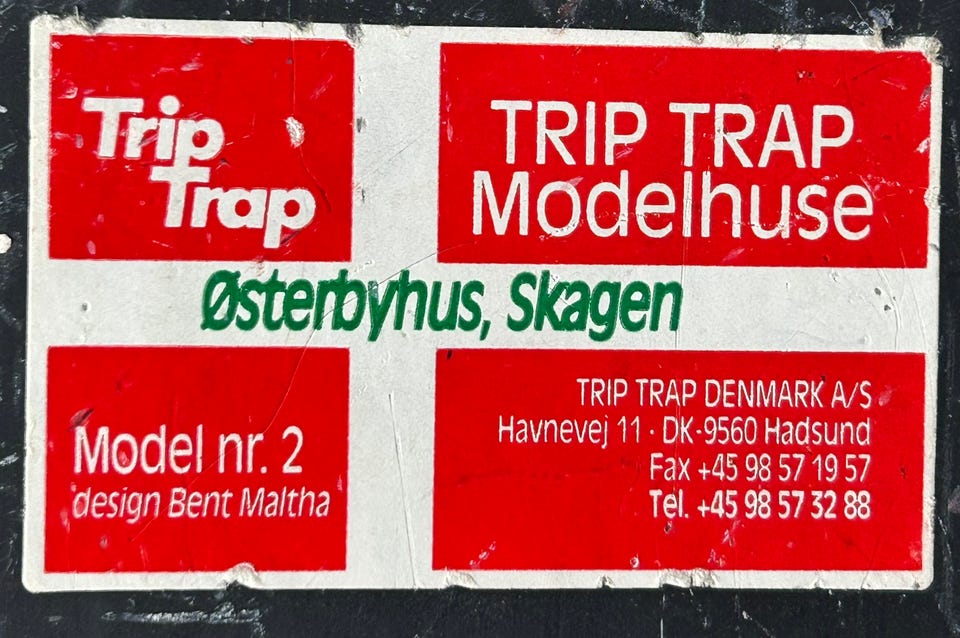 Trip
Trap
TRIP TRAP
Modelhuse
Østerbyhus, Skagen
Model nr. 2
design Bent Maltha
TRIP TRAP DENMARK A/S
Havnevej 11 · DK-9560 Hadsund
Fax +45 98 57 19 57
Tel. +45 98 57 32 88